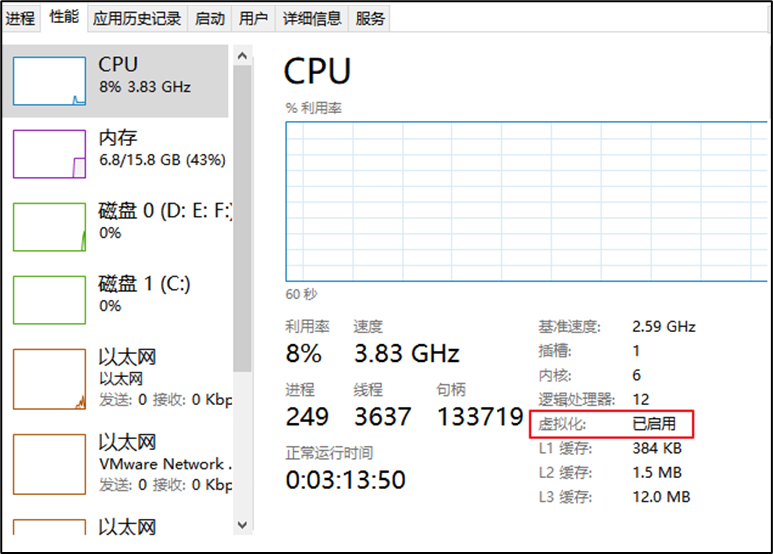 进程 性能 应用历史记录 启动 用户 详细信息 服务
CPU
8% 3.83 GHz
内存
6.8/15.8 GB (43%)
磁盘 0 (D: E: F:)
0%
磁盘 1 (C:)
0%
以太网
以太网
发送: 0 接收: 0 Kbp
以太网
VMware Network .
发送: 0 接收: 0 Kbp
以太网
CPU
% 利用率
60 秒
利用率 速度
8% 3.83 GHz
进程 线程 句柄
249 3637 133719
正常运行时间
0:03:13:50
基准速度: 2.59 GHz
插槽: 1
内核: 6
逻辑处理器: 12
虚拟化: 已启用
L1 缓存: 384 KB
L2 缓存: 1.5 MB
L3 缓存: 12.0 MB